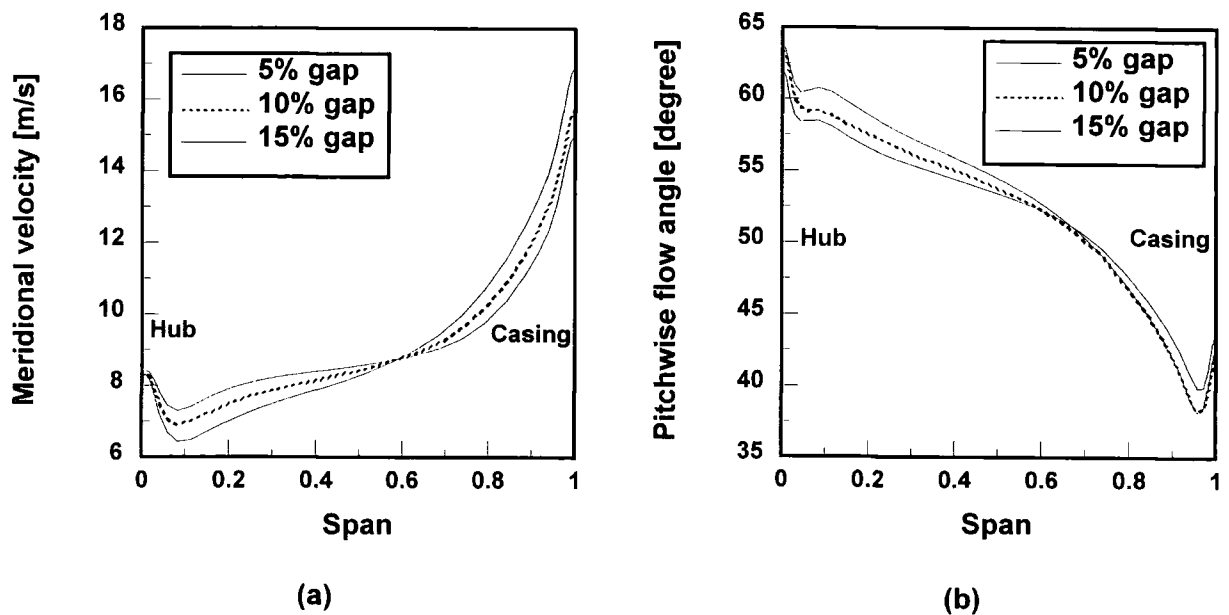 Meridional velocity [m/s]
18
16
14
12
10
8
6
5% gap
10% gap
15% gap
Hub
Casing
0
0.2
0.4
0.6
0.8
1
Span
(a)
Pitchwise flow angle [degree]
65
60
55
50
45
40
35
5% gap
10% gap
15% gap
Hub
Casing
0
0.2
0.4
0.6
0.8
1
Span
(b)